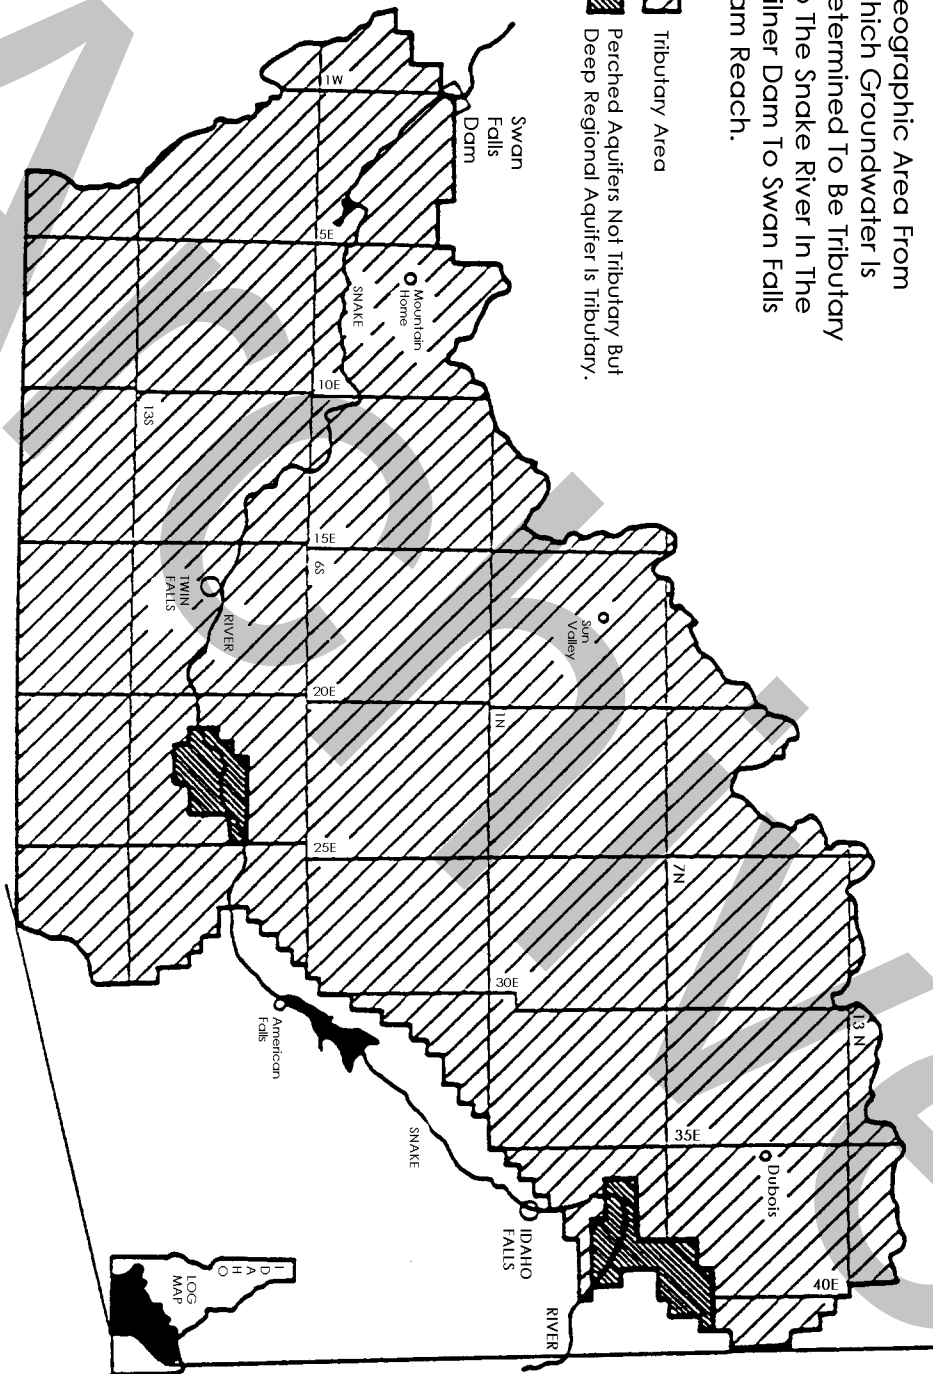 eographic Area From
hich Groundwater Is
etermined To Be Tributary
o The Snake River In The
ilner Dam To Swan Falls
am Reach.
Tributary Area
Perched Aquifers Not Tributary But
Deep Regional Aquifer Is Tributary.
Swan
Falls
Dam
1W
5E
Mountain
Home
SNAKE
10E
13S
15E
6S
TWIN
FALLS
RIVER
Sun
Valley
20E
1N
25E
7N
30E
13 N
American
Falls
SNAKE
35E
Dubois
IDAHO
FALLS
40E
RIVER
IDAHO
LOG
MAP
Archive